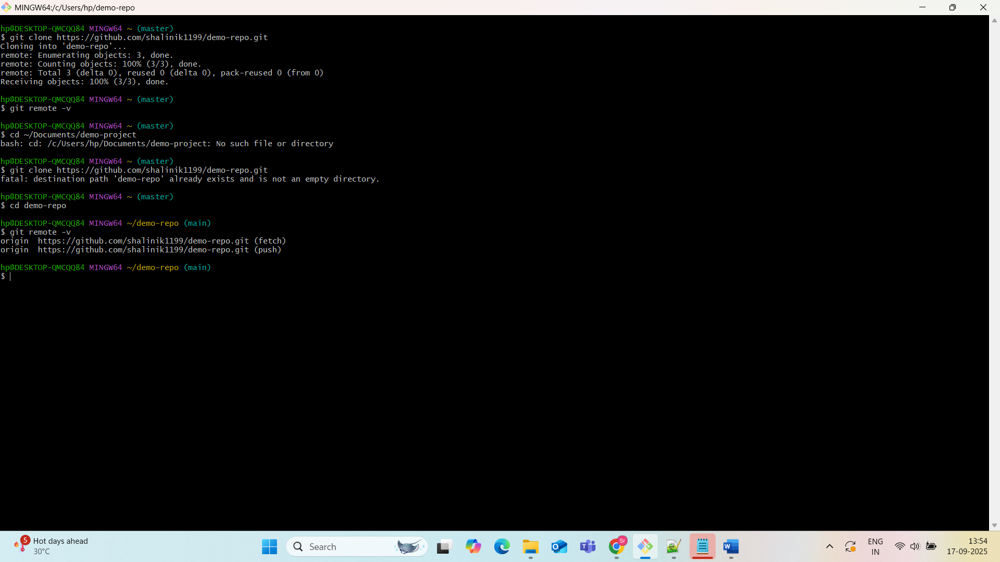 MINGW64:/c/Users/hp/demo-repo
hp@DESKTOP-QMCQQ84 MINGW64 ~ (master)
$ git clone https://github.com/shalinik1199/demo-repo.git
Cloning into 'demo-repo'...
remote: Enumerating objects: 3, done.
remote: Counting objects: 100% (3/3), done.
remote: Total 3 (delta 0), reused 0 (delta 0), pack-reused 0 (from 0)
Receiving objects: 100% (3/3), done.
hp@DESKTOP-QMCQQ84 MINGW64 ~ (master)
$ git remote -v
hp@DESKTOP-QMCQQ84 MINGW64 ~ (master)
$ cd ~/Documents/demo-project
bash: cd: /c/Users/hp/Documents/demo-project: No such file or directory
hp@DESKTOP-QMCQQ84 MINGW64 ~ (master)
$ git clone https://github.com/shalinik1199/demo-repo.git
fatal: destination path 'demo-repo' already exists and is not an empty directory.
hp@DESKTOP-QMCQQ84 MINGW64 ~ (master)
$ cd demo-repo
hp@DESKTOP-QMCQQ84 MINGW64 ~/demo-repo (main)
$ git remote -v
origin  https://github.com/shalinik1199/demo-repo.git (fetch)
origin  https://github.com/shalinik1199/demo-repo.git (push)
hp@DESKTOP-QMCQQ84 MINGW64 ~/demo-repo (main)
$
5
Hot days ahead
30°C
Search
Sr
ENG
IN
13:54
17-09-2025